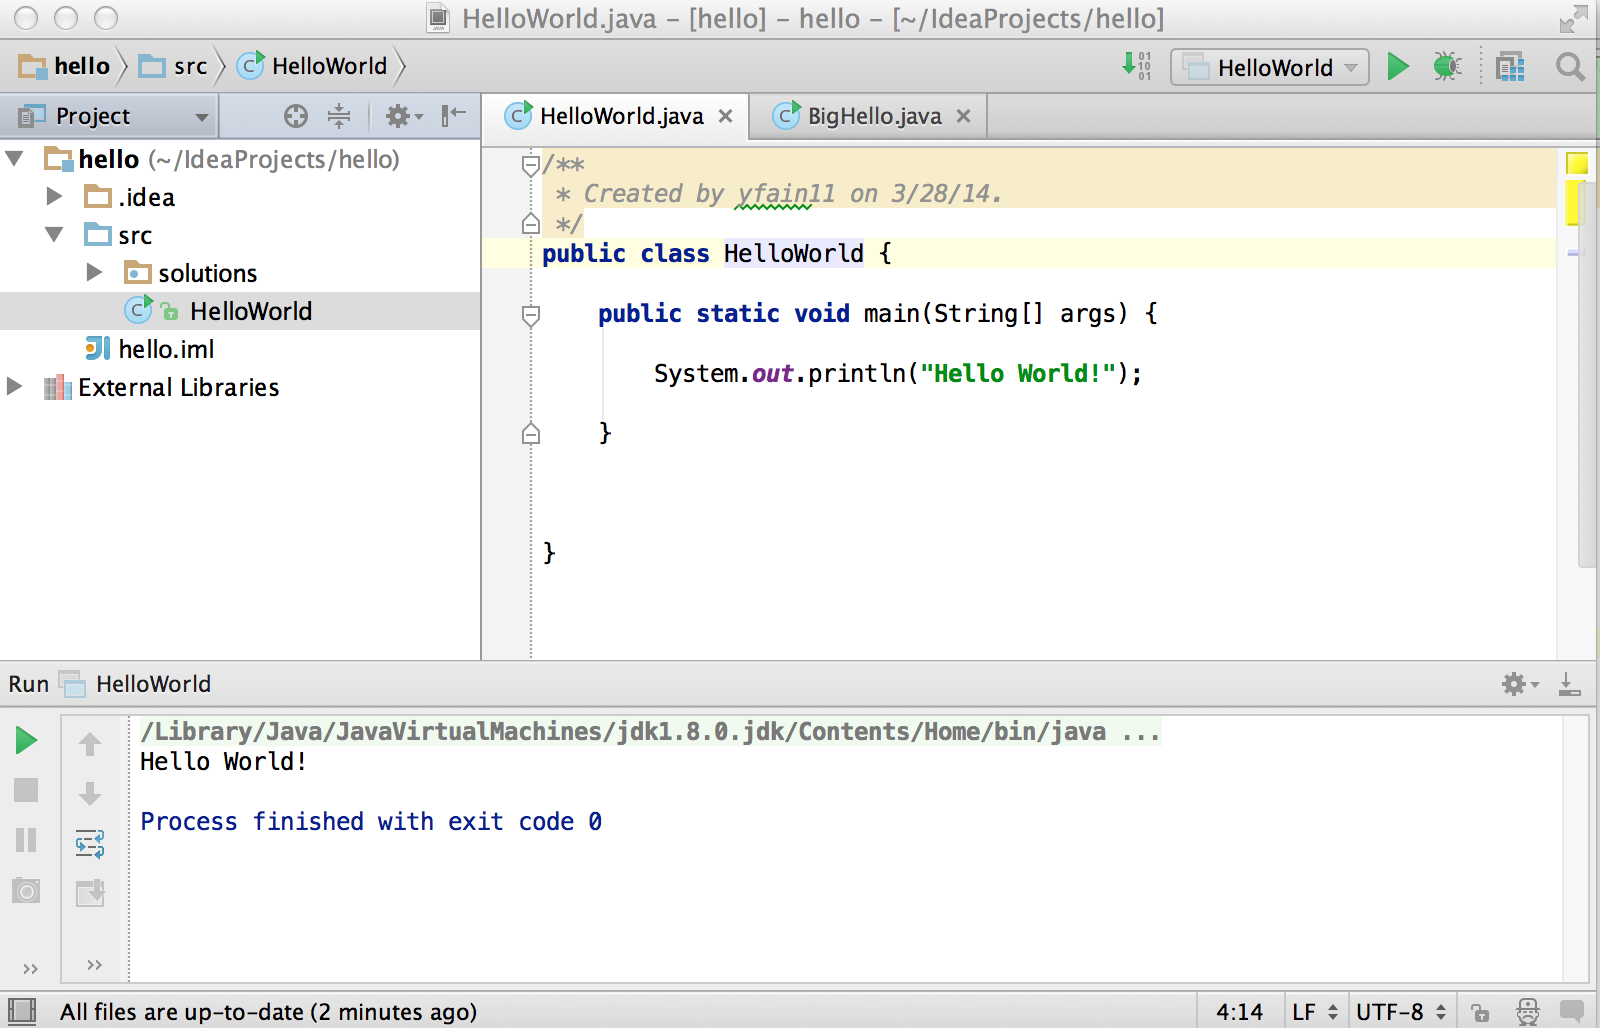 HelloWorld.java – [hello] – hello – [~/IdeaProjects/hello]
hello src HelloWorld
01
10
01
HelloWorld
Project
HelloWorld.java BigHello.java
hello (~/IdeaProjects/hello)
.idea
src
solutions
HelloWorld
hello.iml
External Libraries
/**
* Created by yfain11 on 3/28/14.
*/
public class HelloWorld {
public static void main(String[] args) {
System.out.println("Hello World!");
}
}
Run HelloWorld
/Library/Java/JavaVirtualMachines/jdk1.8.0.jdk/Contents/Home/bin/java ...
Hello World!
Process finished with exit code 0
All files are up-to-date (2 minutes ago)
4:14 LF UTF-8